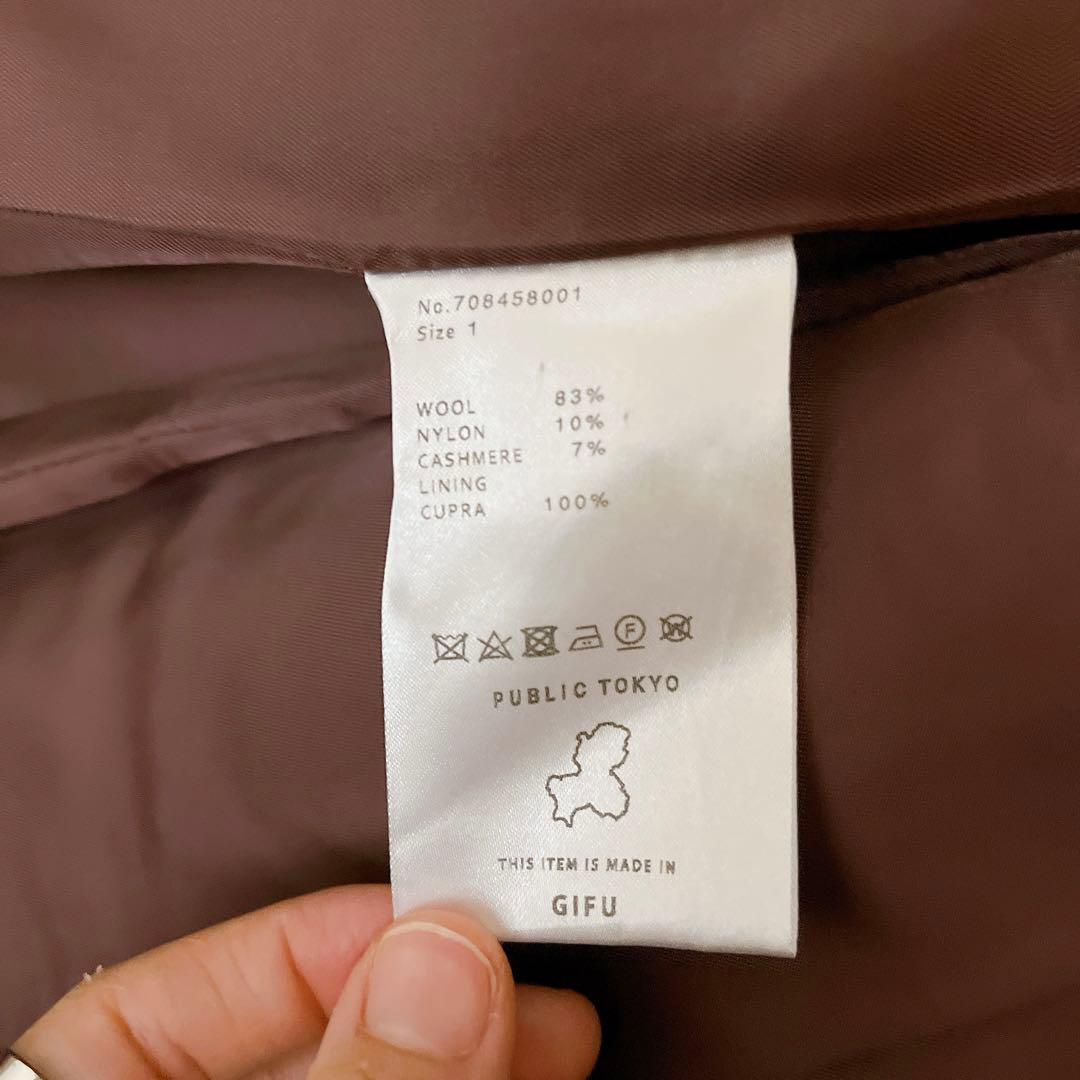 No.708458001
Size 1
WOOL 83%
NYLON 10%
CASHMERE 7%
LINING
CUPRA 100%
F W
PUBLIC TOKYO
THIS ITEM IS MADE IN
GIFU